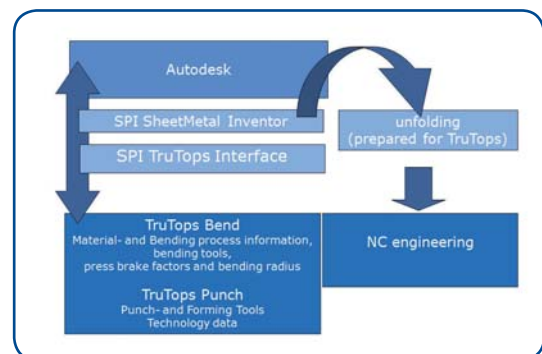 Autodesk
SPI SheetMetal Inventor
SPI TruTops Interface
unfolding
(prepared for TruTops)
TruTops Bend
Material- and Bending process information,
bending tools,
press brake factors and bending radius
TruTops Punch
Punch- and Forming Tools
Technology data
NC engineering